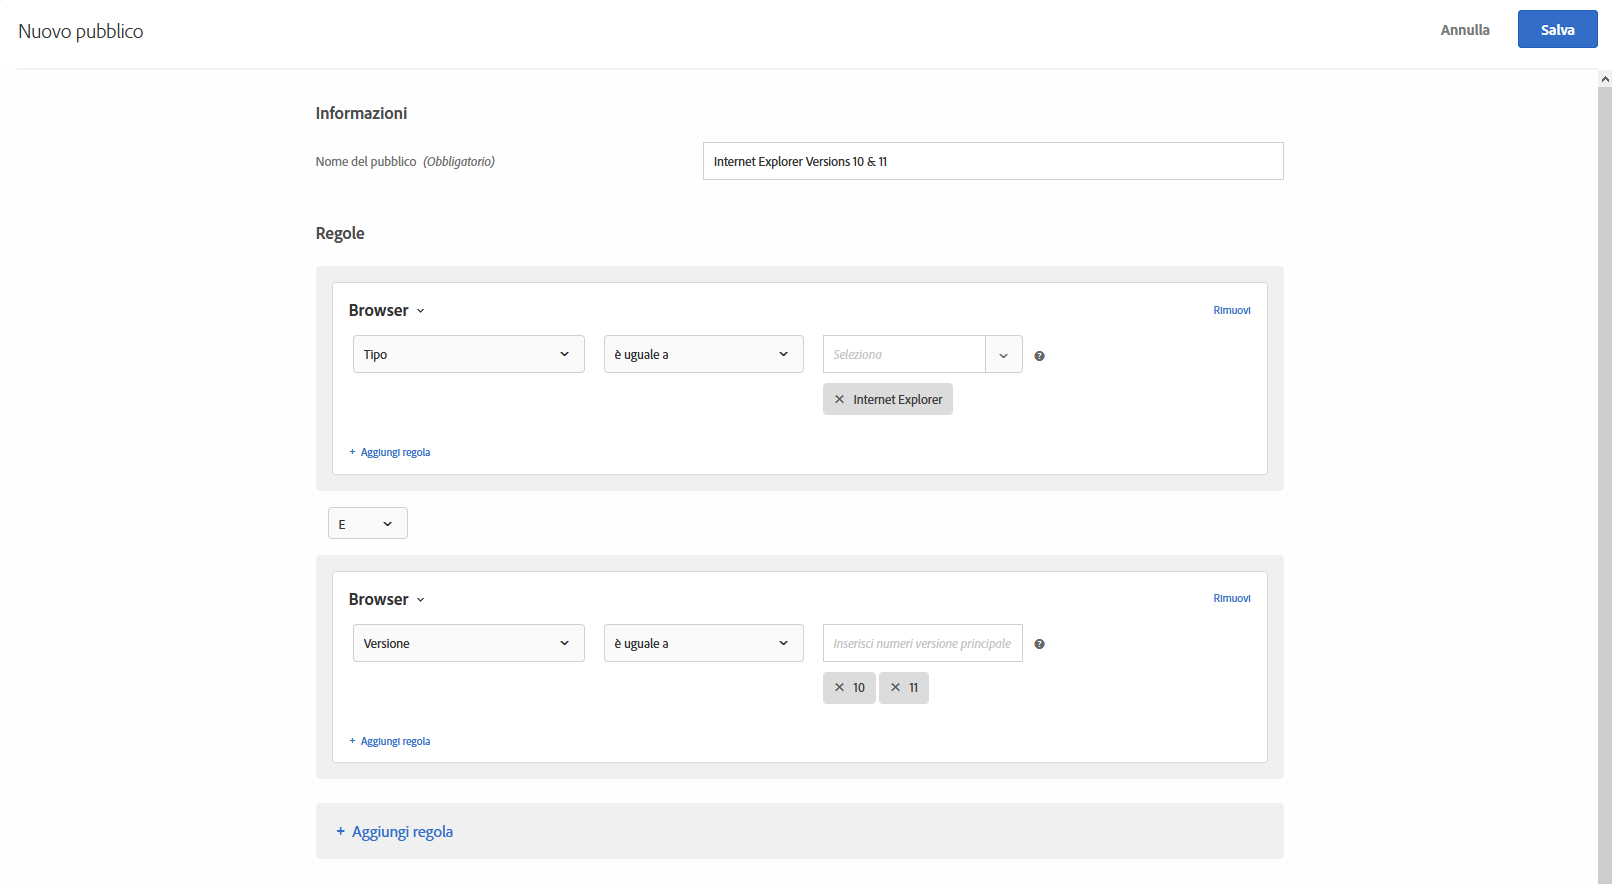 Nuovo pubblico
Annulla
Salva
Informazioni
Nome del pubblico (Obbligatorio)
Internet Explorer Versions 10 & 11
Regole
Browser
Rimuovi
Tipo
è uguale a
Seleziona
Internet Explorer
+ Aggiungi regola
E
Browser
Rimuovi
Versione
è uguale a
Inserisci numeri versione principale
10
11
+ Aggiungi regola
+ Aggiungi regola